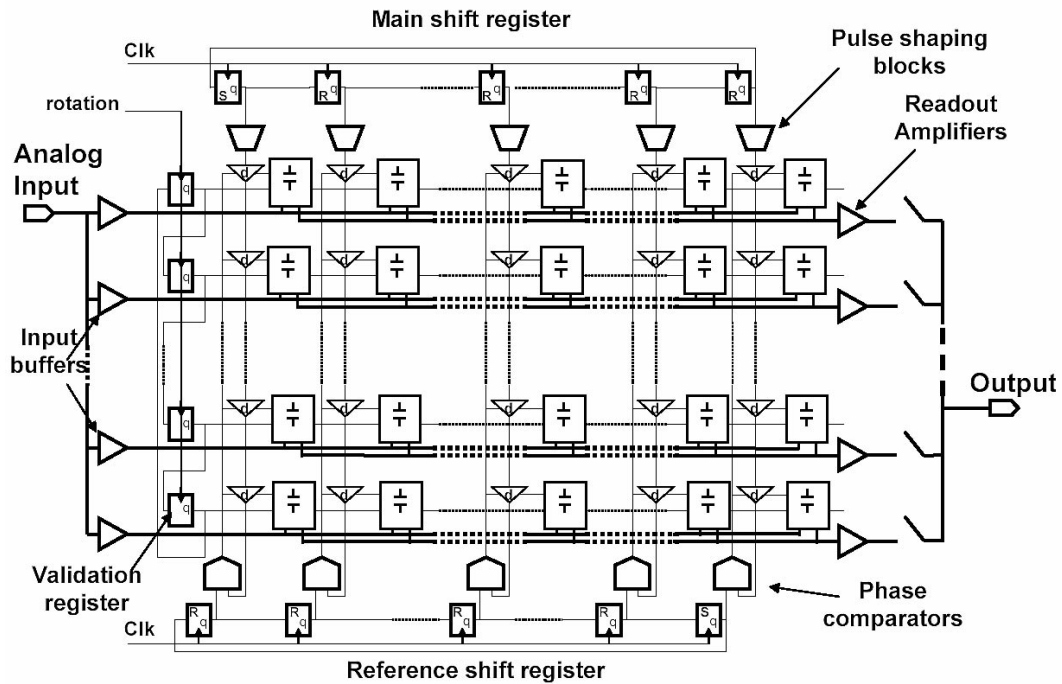 Main shift register
Clk
Pulse shaping
blocks
S q
R q
R q
R q
R q
rotation
Readout
Amplifiers
Analog
Input
d
d
d
d
d
q
d
d
d
d
d
q
Input
buffers
Output
d
d
d
d
d
q
d
d
d
d
d
q
Validation
register
Phase
comparators
R q
R q
R q
R q
S q
Clk
Reference shift register